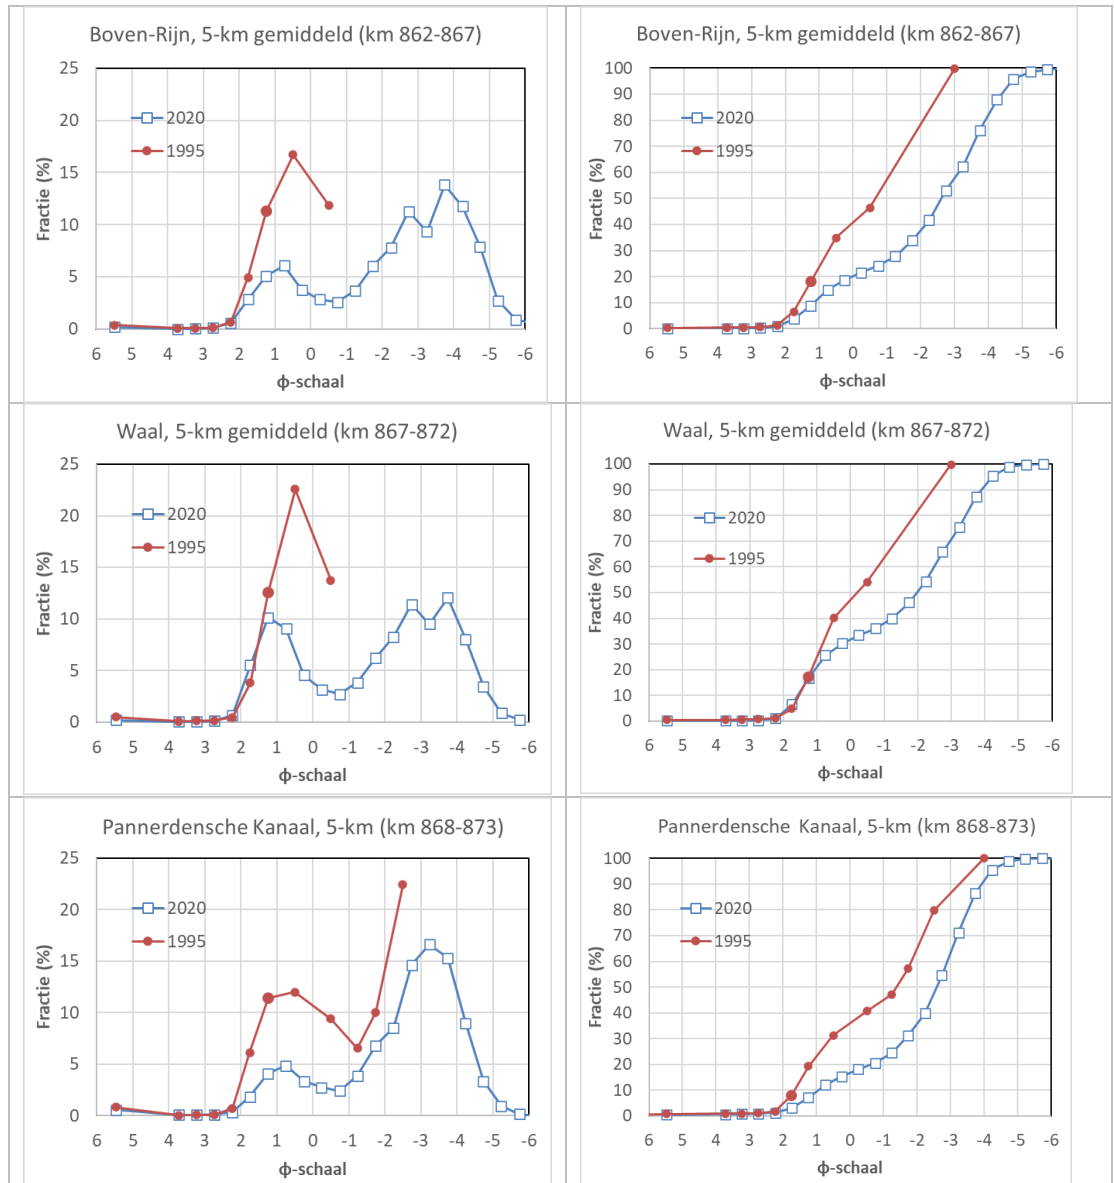 Boven-Rijn, 5-km gemiddeld (km 862-867)
25
20
15
10
5
0
Fractie (%)
2020
1995
6 5 4 3 2 1 0 -1 -2 -3 -4 -5 -6
ϕ-schaal
Boven-Rijn, 5-km gemiddeld (km 862-867)
100
90
80
70
60
50
40
30
20
10
0
Fractie (%)
2020
1995
6 5 4 3 2 1 0 -1 -2 -3 -4 -5 -6
ϕ-schaal
Waal, 5-km gemiddeld (km 867-872)
25
20
15
10
5
0
Fractie (%)
2020
1995
6 5 4 3 2 1 0 -1 -2 -3 -4 -5 -6
ϕ-schaal
Waal, 5-km gemiddeld (km 867-872)
100
90
80
70
60
50
40
30
20
10
0
Fractie (%)
2020
1995
6 5 4 3 2 1 0 -1 -2 -3 -4 -5 -6
ϕ-schaal
Pannerdensche Kanaal, 5-km (km 868-873)
25
20
15
10
5
0
Fractie (%)
2020
1995
6 5 4 3 2 1 0 -1 -2 -3 -4 -5 -6
ϕ-schaal
Pannerdensche Kanaal, 5-km (km 868-873)
100
90
80
70
60
50
40
30
20
10
0
Fractie (%)
2020
1995
6 5 4 3 2 1 0 -1 -2 -3 -4 -5 -6
ϕ-schaal